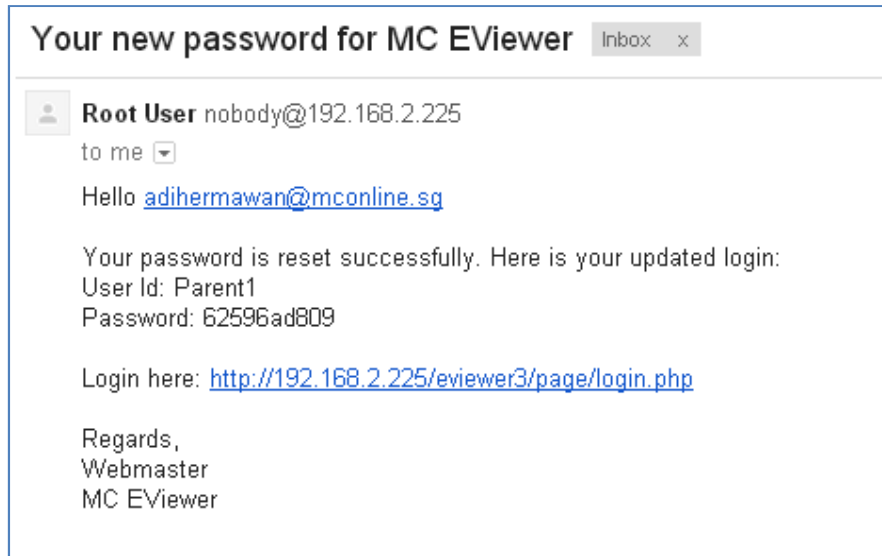 Your new password for MC EViewer Inbox x
Root User nobody@192.168.2.225
to me
Hello adihermawan@mconline.sg
Your password is reset successfully. Here is your updated login:
User Id: Parent1
Password: 62596ad809
Login here: http://192.168.2.225/eviewer3/page/login.php
Regards,
Webmaster
MC EViewer